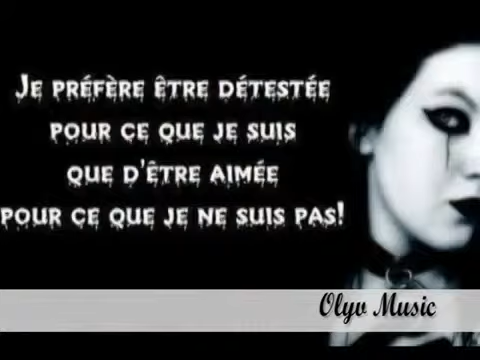 Je préfère être détestée
pour ce que je suis
que d'être aimée
pour ce que je ne suis pas!
Olyv Music